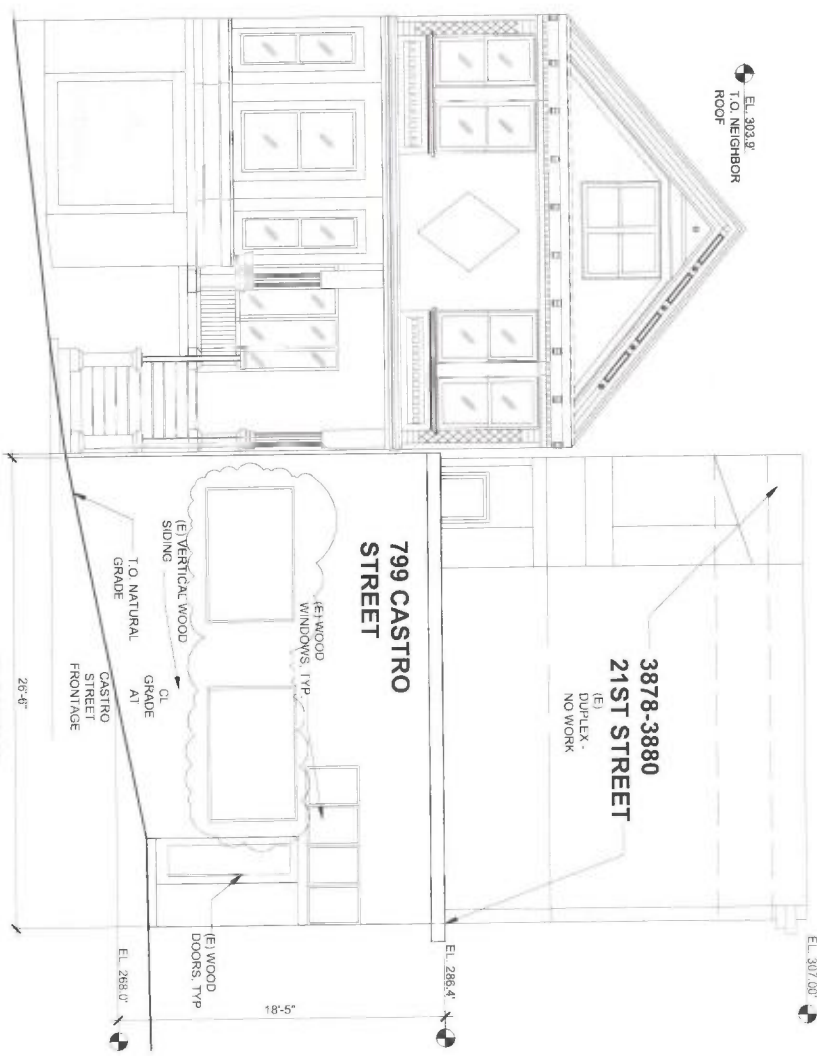 EL. 303.9'
T.O. NEIGHBOR
ROOF
3878-3880
21ST STREET
(E)
DUPLEX -
NO WORK
EL. 307.00'
799 CASTRO
STREET
(E) WOOD
WINDOWS, TYP.
(E) VERTICAL WOOD
SIDING
T.O. NATURAL
GRADE
CL
GRADE
AT
CASTRO
STREET
FRONTAGE
(E) WOOD
DOORS, TYP
EL. 286.4'
18'-5"
EL. 268.0'
26'-6"